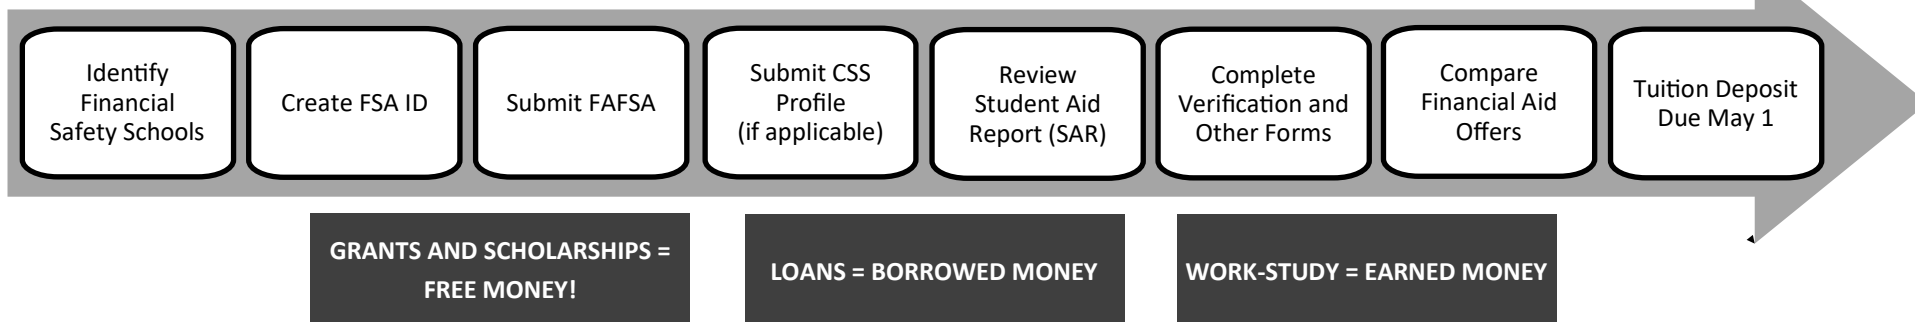 Identify
Financial
Safety Schools
Create FSA ID
Submit FAFSA
Submit CSS
Profile
(if applicable)
Review
Student Aid
Report (SAR)
Complete
Verification and
Other Forms
Compare
Financial Aid
Offers
Tuition Deposit
Due May 1
GRANTS AND SCHOLARSHIPS =
FREE MONEY!
LOANS = BORROWED MONEY
WORK-STUDY = EARNED MONEY